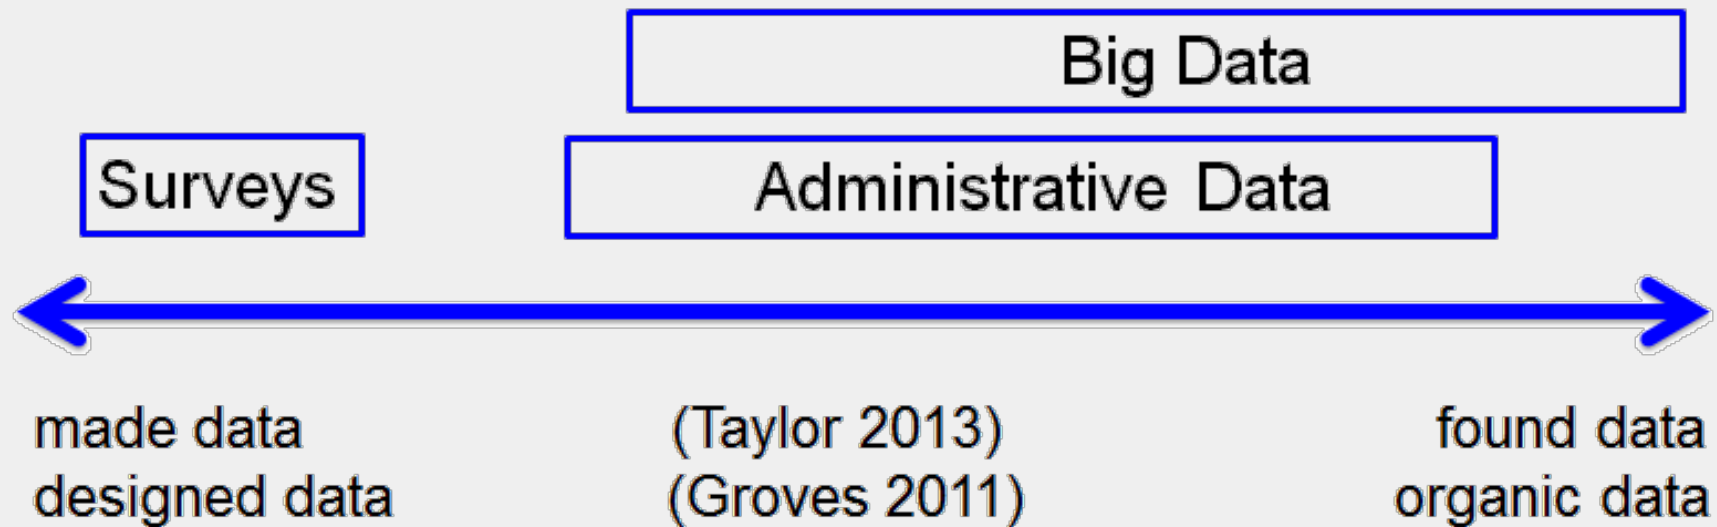 Big Data
Surveys Administrative Data
made data (Taylor 2013) found data
designed data (Groves 2011) organic data